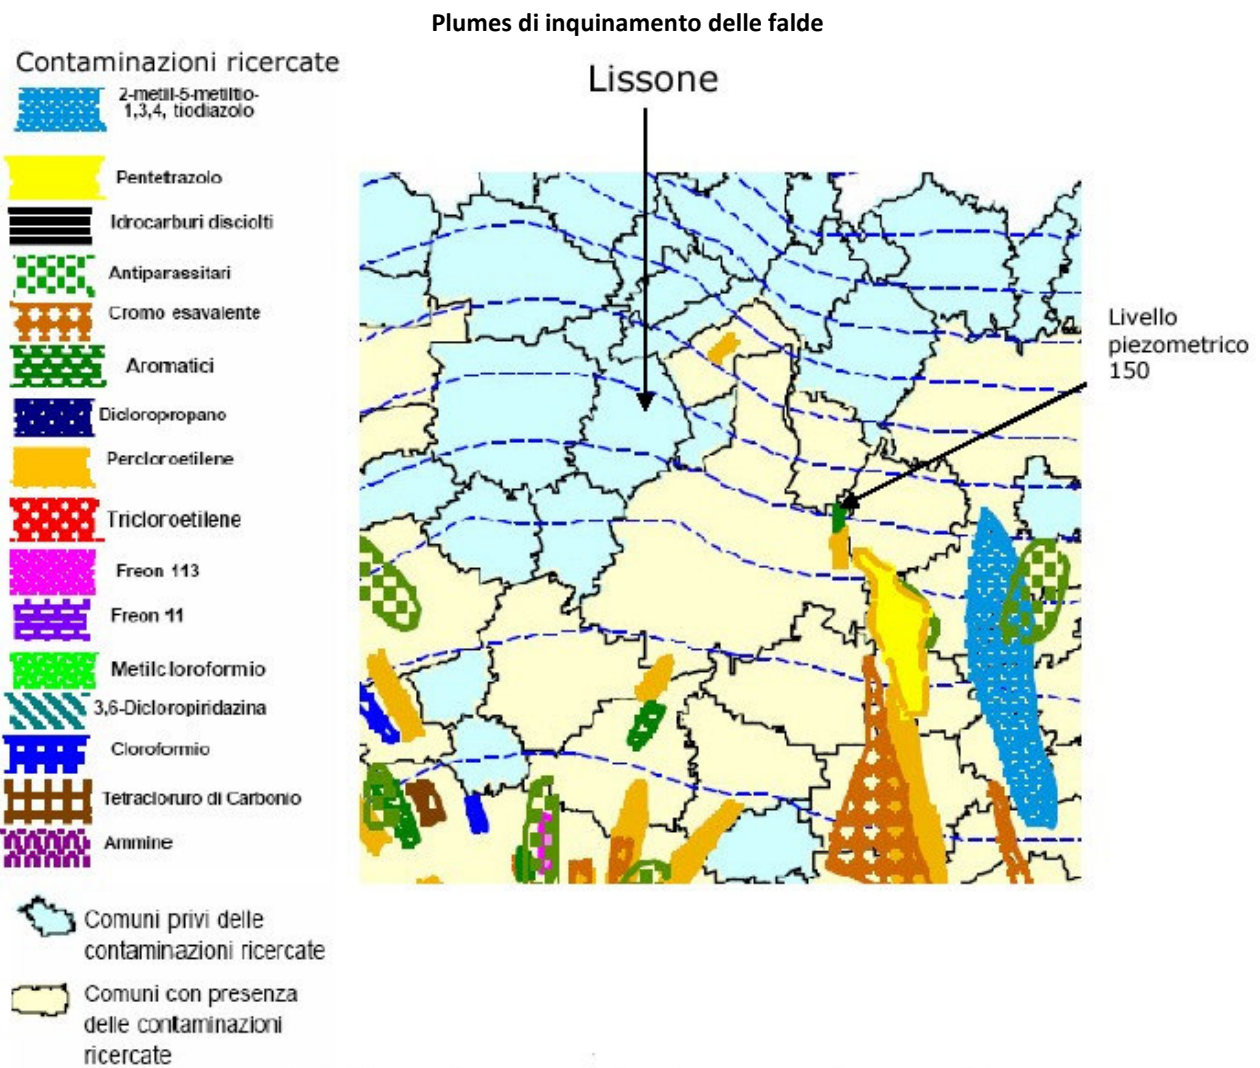 Plumes di inquinamento delle falde
Contaminazioni ricercate
Lissone
2-metil-5-metiltio-
1,3,4, tiodiazolo
Pentetrazolo
Idrocarburi disciolti
Antiparassitari
Cromo esavalente
Livello
piezometrico
150
Aromatici
Dicloropropano
Percloroetilene
Tricloroetilene
Freon 113
Freon 11
Metilcloroformio
3,6-Dicloropiridazina
Cloroformio
Tetracloruro di Carbonio
Ammine
Comuni privi delle
contaminazioni ricercate
Comuni con presenza
delle contaminazioni
ricercate